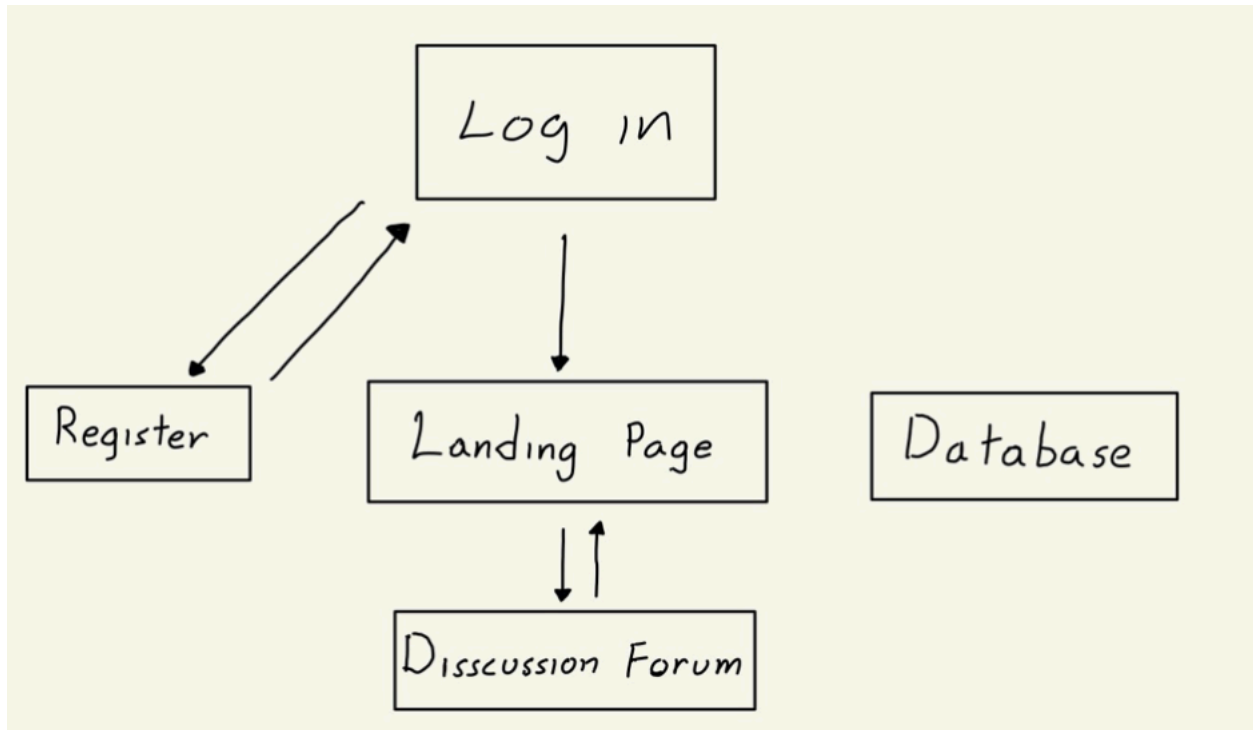 Log in
Register
Landing Page
Database
Disscussion Forum